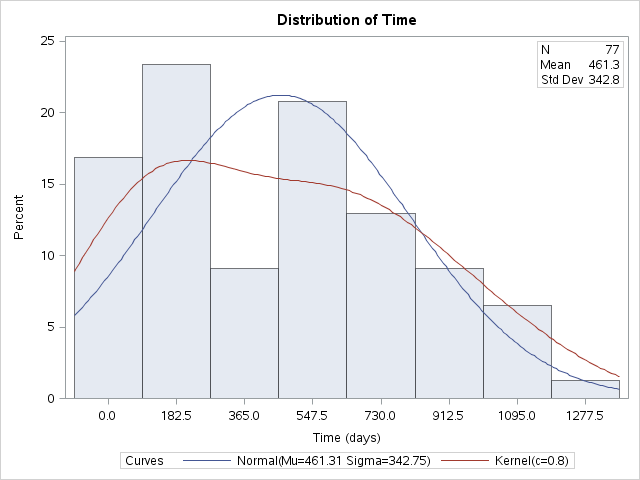 Distribution of Time
N 77
Mean 461.3
Std Dev 342.8
25
20
15
10
5
0
Percent
0.0 182.5 365.0 547.5 730.0 912.5 1095.0 1277.5
Time (days)
Curves Normal(Mu=461.31 Sigma=342.75) Kernel(c=0.8)